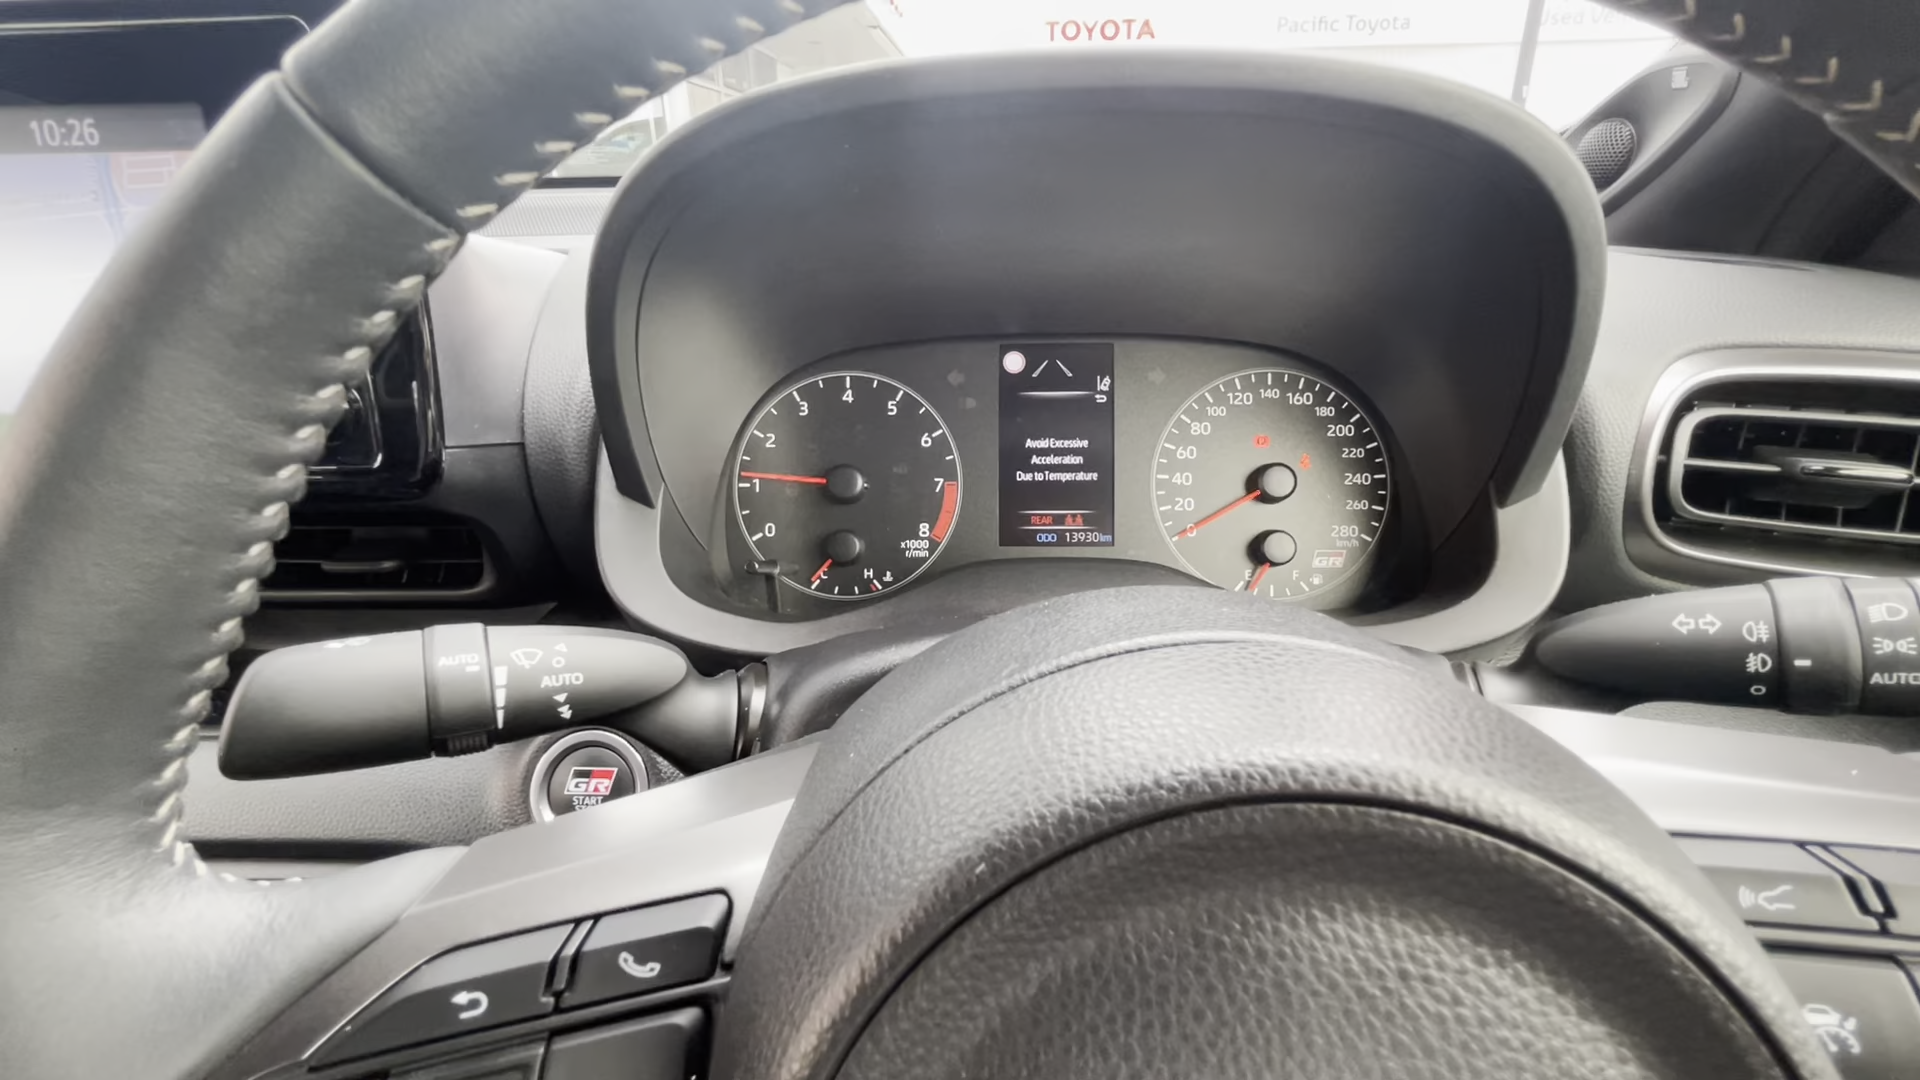 TOYOTA
Pacific Toyota
Used
10:26
4
3
5
2
6
1
7
0
8
x1000
r/min
C
H
Avoid Excessive
Acceleration
Due to Temperature
REAR
ODO 13930km
140
120
160
100
180
80
200
60
220
40
240
20
260
0
280
km/h
GR
E
F
AUTO
AUTO
GR
START
AUTO